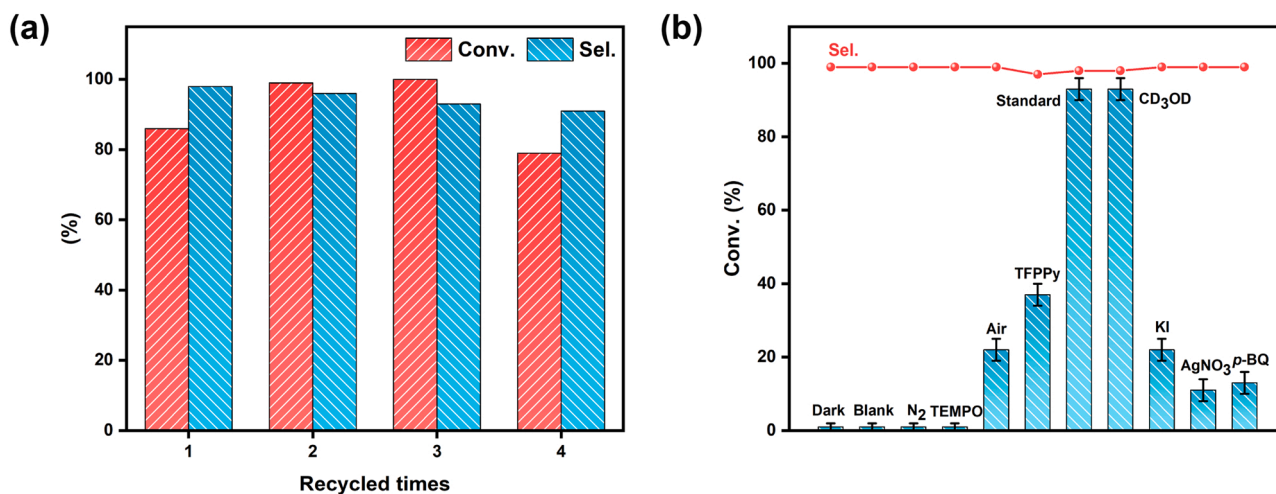 (a)
Conv.
Sel.
(%)
100
80
60
40
20
0
1
2
3
4
Recycled times
(b)
Sel.
Conv. (%)
100
80
60
40
20
0
Dark
Blank
N2
TEMPO
Air
TFPPy
Standard
CD3OD
KI
AgNO3
p-BQ